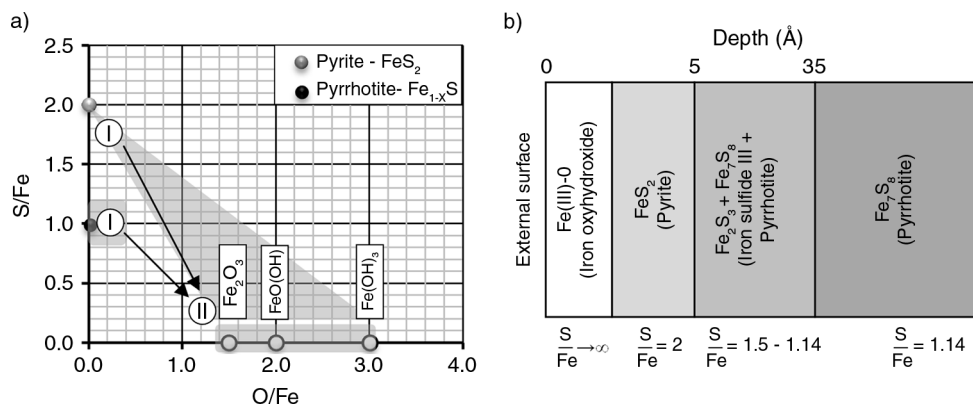 a)
2.5
2.0
1.5
1.0
0.5
0.0
S/Fe
0.0
1.0
2.0
3.0
4.0
O/Fe
Pyrite - FeS₂
Pyrrhotite- Fe₁₋ₓS
I
I
II
Fe₂O₃
FeO(OH)
Fe(OH)₃
b)
Depth (Å)
0
5
35
External surface
Fe(III)-0
(Iron oxyhydroxide)
FeS₂
(Pyrite)
Fe₂S₃ + Fe₇S₈
(Iron sulfide III +
Pyrrhotite)
Fe₇S₈
(Pyrrhotite)
S/Fe →∞
S/Fe = 2
S/Fe = 1.5 - 1.14
S/Fe = 1.14